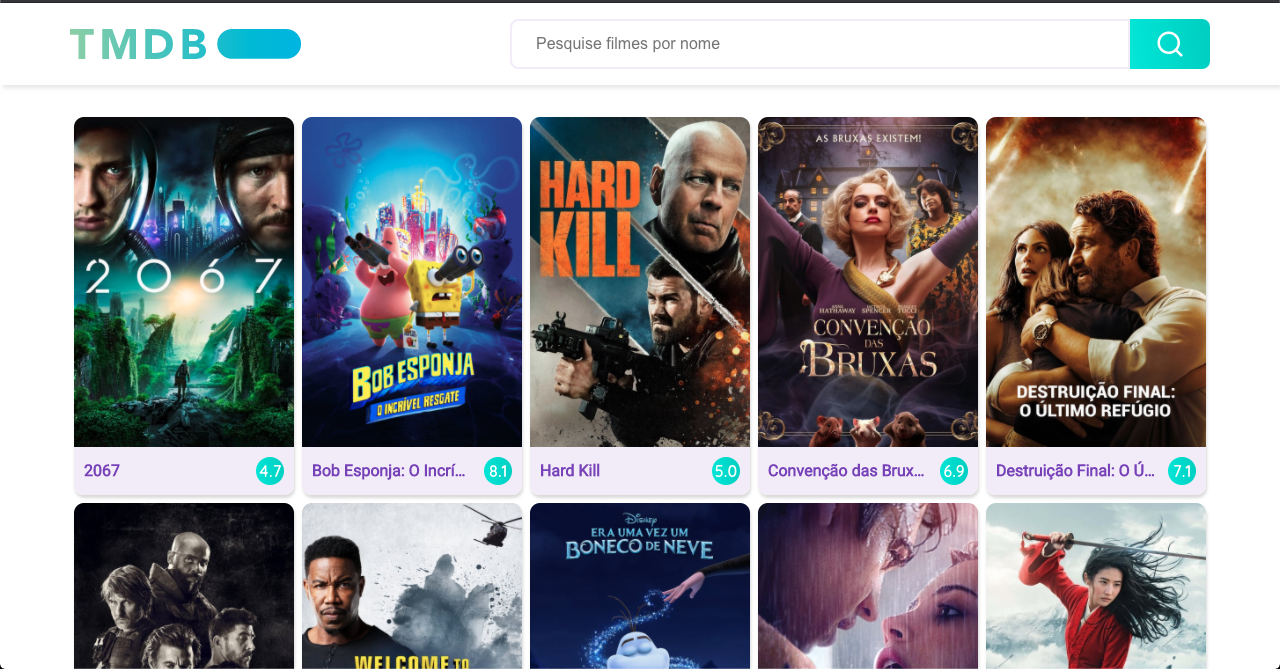 TMDB
Pesquise filmes por nome
2067
BOB ESPONJA
O INCRÍVEL RESGATE
HARD
KILL
AS BRUXAS EXISTEM!
ANNE HATHAWAY OCTAVIA SPENCER STANLEY TUCCI
CONVENÇÃO
DAS
BRUXAS
DESTRUIÇÃO FINAL:
O ÚLTIMO REFÚGIO
2067 4.7
Bob Esponja: O Incrí... 8.1
Hard Kill 5.0
Convenção das Brux... 6.9
Destruição Final: O Ú... 7.1
WELCOME TO
Disney
ERA UMA VEZ UM
BONECO DE NEVE